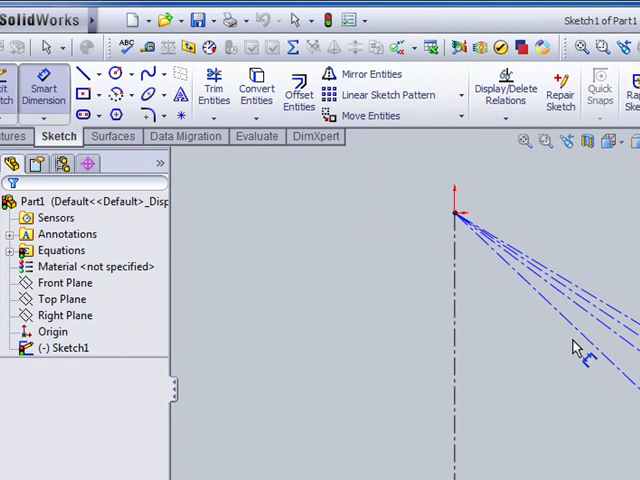 SolidWorks
Sketch1 of Part1
Smart
Dimension
Trim
Entities
Convert
Entities
Offset
Entities
Mirror Entities
Linear Sketch Pattern
Move Entities
Display/Delete
Relations
Repair
Sketch
Quick
Snaps
Sketch
Surfaces
Data Migration
Evaluate
DimXpert
Part1 (Default<<Default>_Disp
Sensors
Annotations
Equations
Material <not specified>
Front Plane
Top Plane
Right Plane
Origin
(-) Sketch1